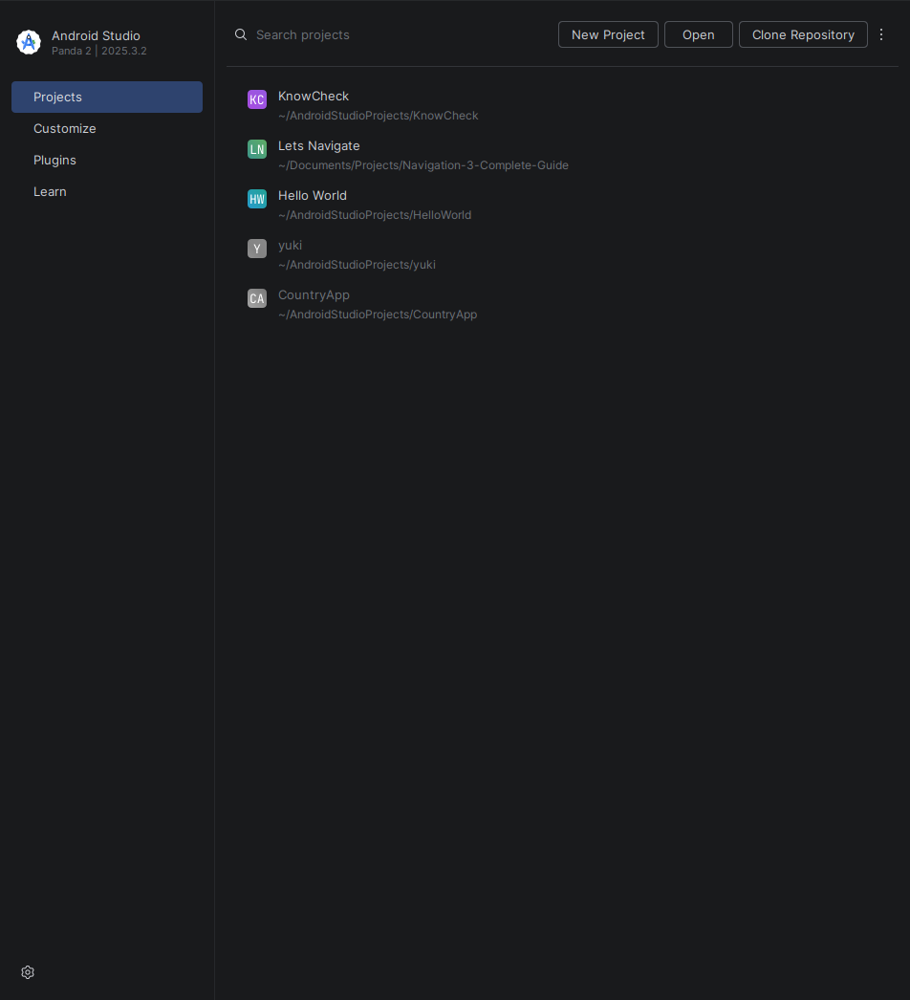 Android Studio
Panda 2 | 2025.3.2
Projects
Customize
Plugins
Learn
Search projects
New Project
Open
Clone Repository
KC
KnowCheck
~/AndroidStudioProjects/KnowCheck
LN
Lets Navigate
~/Documents/Projects/Navigation-3-Complete-Guide
HW
Hello World
~/AndroidStudioProjects/HelloWorld
Y
yuki
~/AndroidStudioProjects/yuki
CA
CountryApp
~/AndroidStudioProjects/CountryApp